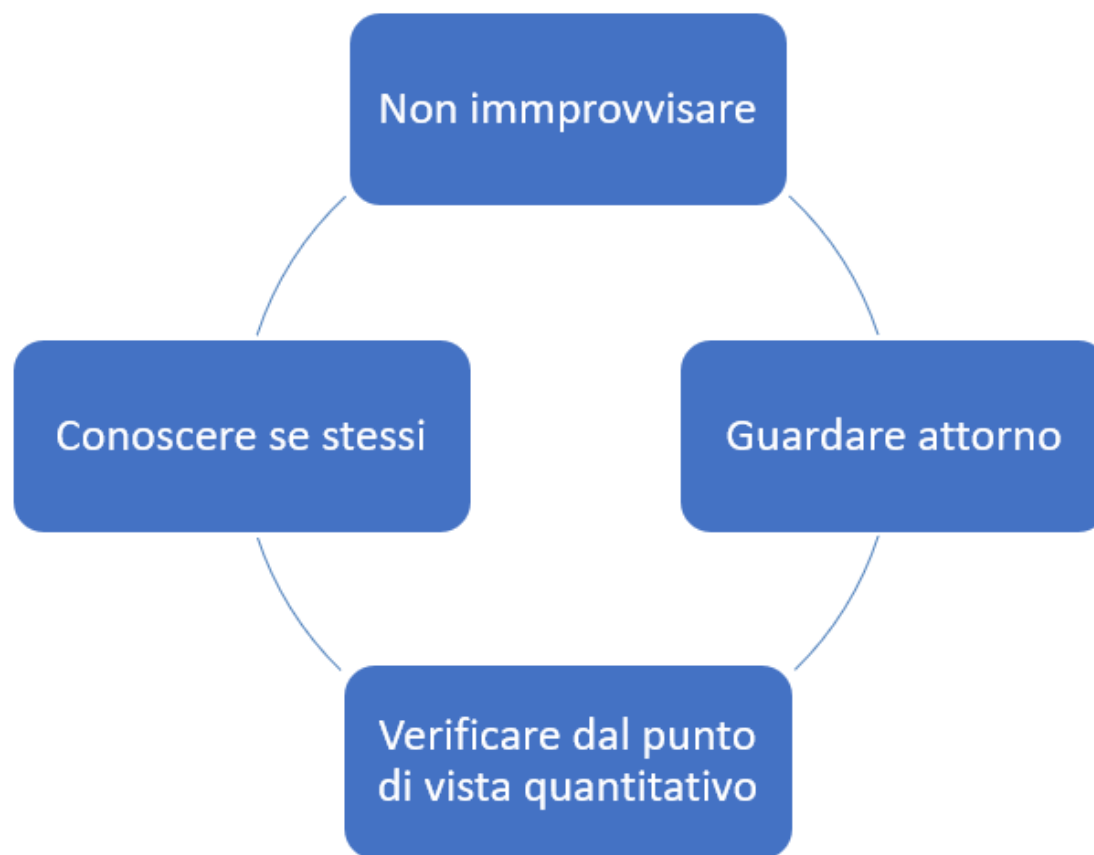 Non immprovvisare
Conoscere se stessi
Guardare attorno
Verificare dal punto
di vista quantitativo